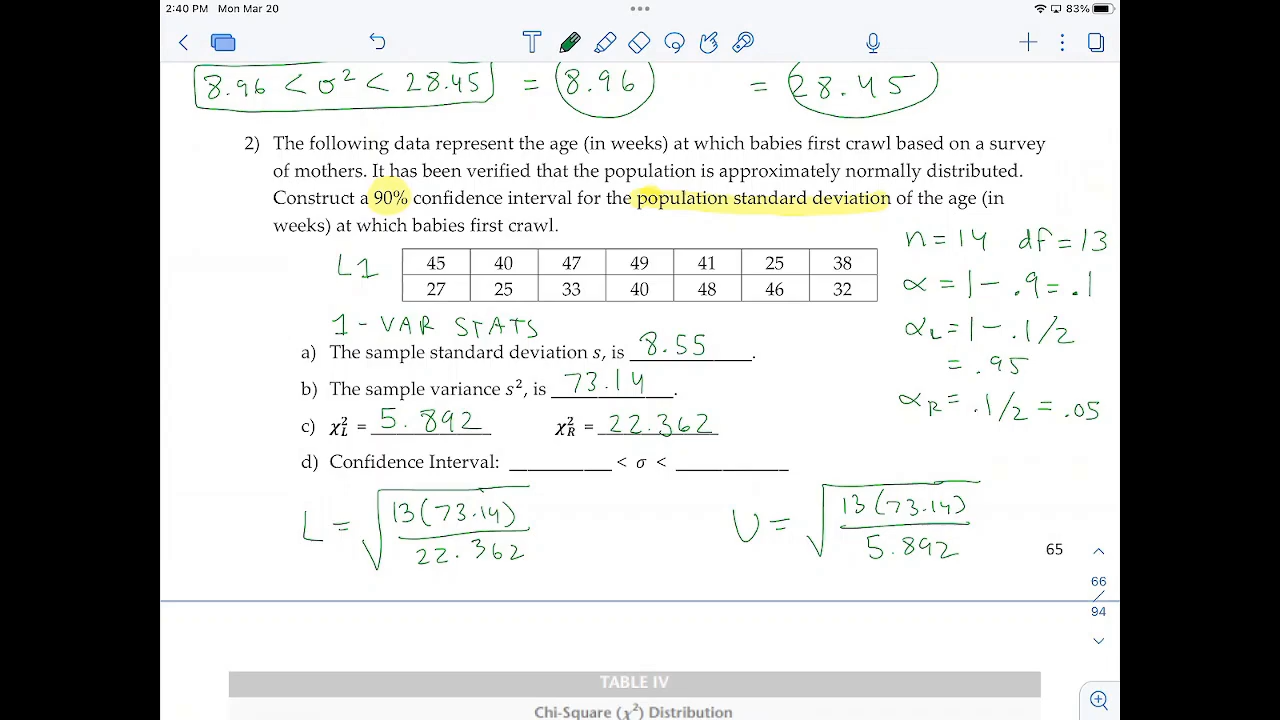 2:40 PM Mon Mar 20
83%
8.96 < σ² < 28.45 = 8.96 = 28.45
2) The following data represent the age (in weeks) at which babies first crawl based on a survey
of mothers. It has been verified that the population is approximately normally distributed.
Construct a 90% confidence interval for the population standard deviation of the age (in
weeks) at which babies first crawl.
n = 14 df = 13
L1
45 40 47 49 41 25 38
27 25 33 40 48 46 32
α = 1 - .9 = .1
1-VAR STATS
αL = 1 - .1/2
= .95
a) The sample standard deviation s, is 8.55.
b) The sample variance s², is 73.14.
αR = .1/2 = .05
c) χ²L = 5.892 χ²R = 22.362
d) Confidence Interval: ___________ < σ < ____________
L = √(13(73.14) / 22.362) U = √(13(73.14) / 5.892)
65
66
94
TABLE IV
Chi-Square (χ²) Distribution